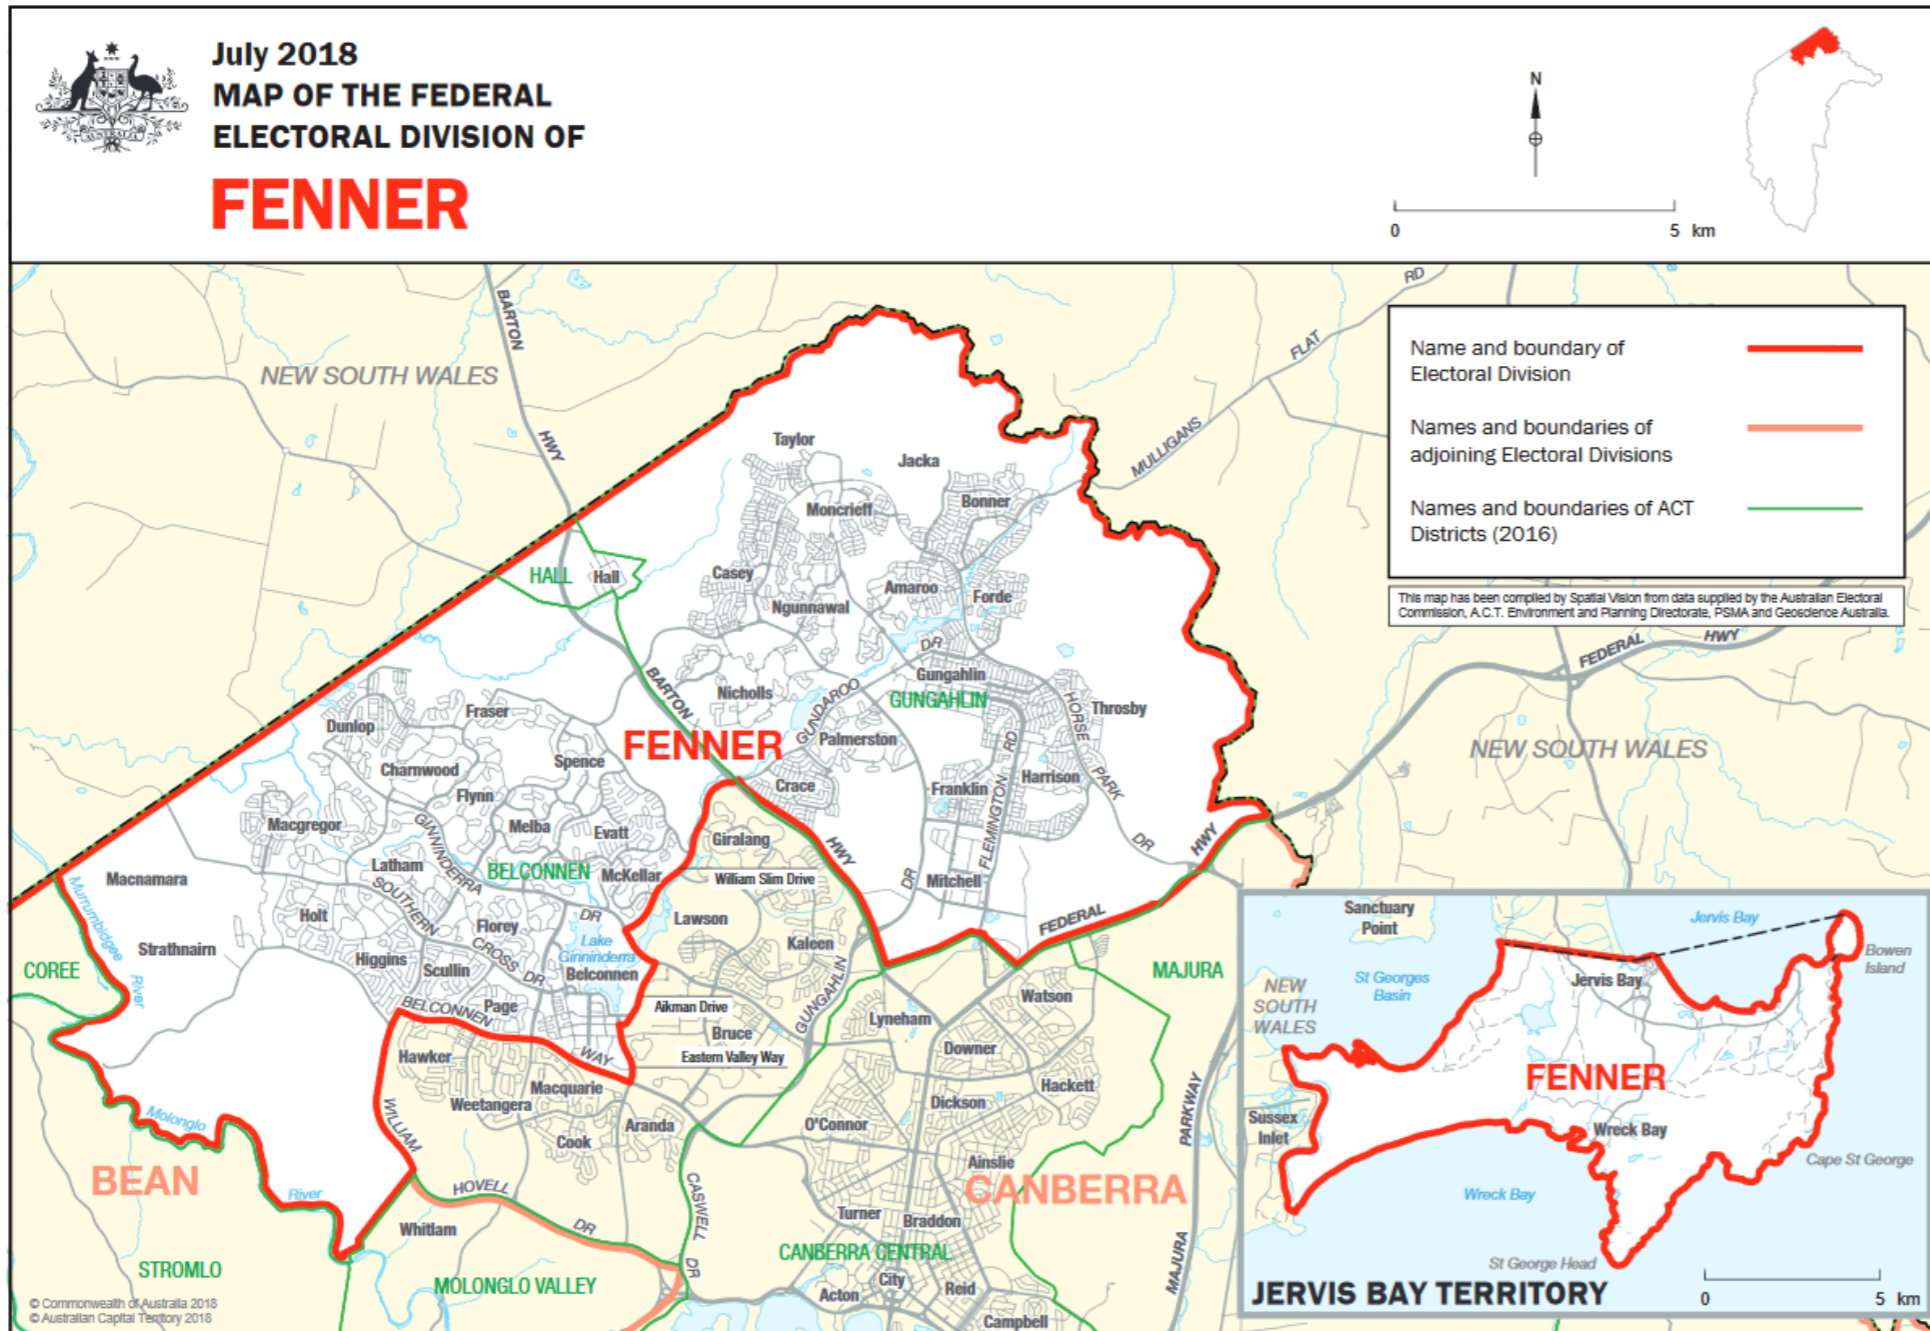 July 2018
MAP OF THE FEDERAL
ELECTORAL DIVISION OF
FENNER
AUSTRALIA
N
0 5 km
Name and boundary of
Electoral Division
Names and boundaries of
adjoining Electoral Divisions
Names and boundaries of ACT
Districts (2016)
This map has been compiled by Spatial Vision from data supplied by the Australian Electoral
Commission, A.C.T. Environment and Planning Directorate, PSMA and Geoscience Australia.
NEW SOUTH WALES
BARTON
HWY
RD
FLAT
MULLIGANS
Taylor
Jacka
Bonner
Moncrieff
HALL
Hall
Casey
Ngunnawal
Amaroo
Forde
DR
Gungahlin
GUNGAHLIN
Nicholls
GUNDAROO
BARTON
HORSE
PARK
DR
Throsby
FEDERAL
HWY
NEW SOUTH WALES
Dunlop
Fraser
FENNER
Palmerston
RD
Charnwood
Spence
Flynn
Crace
Franklin
Harrison
FLEMINGTON
Macgregor
GINNINDERRA
Melba
Evatt
Giralang
HWY
HWY
Latham
BELCONNEN
McKellar
William Slim Drive
DR
Mitchell
Macnamara
SOUTHERN
Murrumbidgee
River
Holt
Florey
DR
Lawson
FEDERAL
Strathnairn
Lake
Ginninderra
Kaleen
COREE
Higgins
Scullin
CROSS
DR
Belconnen
MAJURA
BELCONNEN
Page
Aikman Drive
GUNGAHLIN
Watson
Lyneham
Bruce
WAY
Hawker
Eastern Valley Way
Downer
Macquarie
Hackett
Weetangera
Dickson
WILLIAM
Molonglo
River
Cook
Aranda
O'Connor
PARKWAY
BEAN
Ainslie
CANBERRA
HOVELL
DR
CASWELL
DR
Whitlam
Turner
Braddon
CANBERRA CENTRAL
MAJURA
STROMLO
MOLONGLO VALLEY
City
Acton
Reid
Campbell
© Commonwealth of Australia 2018
© Australian Capital Territory 2018
Sanctuary
Point
Jervis Bay
Bowen
Island
St Georges
Basin
Jervis Bay
NEW
SOUTH
WALES
FENNER
Sussex
Inlet
Wreck Bay
Cape St George
Wreck Bay
St George Head
JERVIS BAY TERRITORY
0 5 km